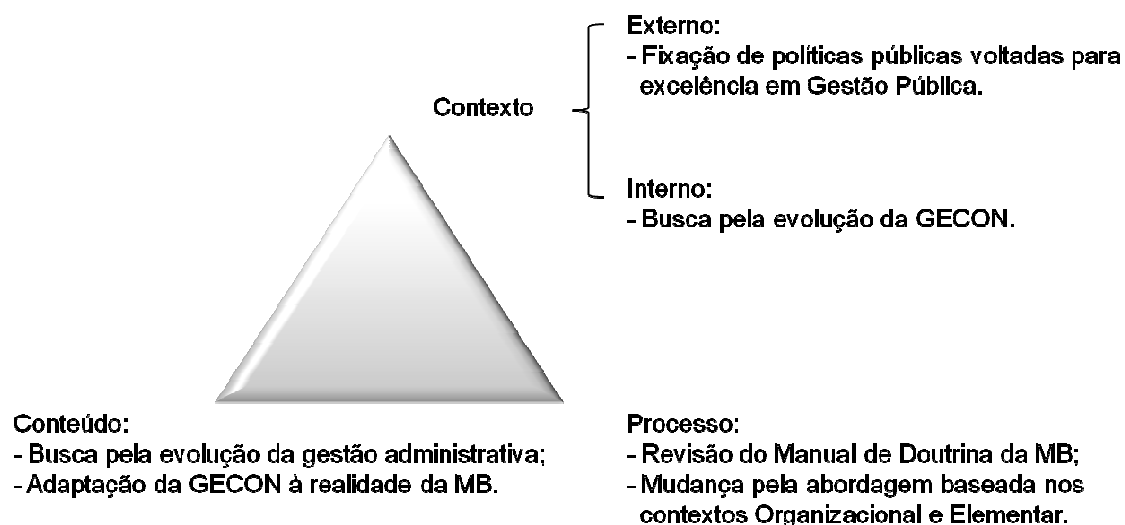 Externo:
- Fixação de políticas públicas voltadas para
excelência em Gestão Pública.
Contexto
Interno:
- Busca pela evolução da GECON.
Conteúdo:
- Busca pela evolução da gestão administrativa;
- Adaptação da GECON à realidade da MB.
Processo:
- Revisão do Manual de Doutrina da MB;
- Mudança pela abordagem baseada nos
contextos Organizacional e Elementar.